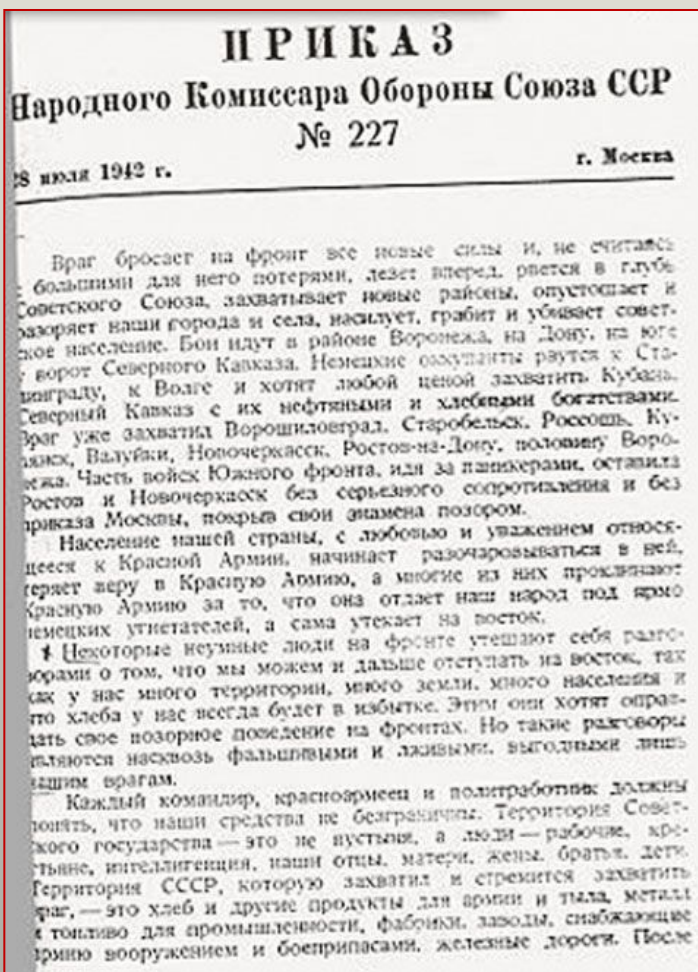 ПРИКАЗ
Народного Комиссара Обороны Союза ССР
№ 227
28 июля 1942 г. г. Москва
Враг бросает на фронт все новые силы и, не считаясь
с большими для него потерями, лезет вперед, рвется в глубь
Советского Союза, захватывает новые районы, опустошает и
разоряет наши города и села, насилует, грабит и убивает совет-
ское население. Бои идут в районе Воронежа, на Дону, на юге
у ворот Северного Кавказа. Немецкие оккупанты рвутся к Ста-
линграду, к Волге и хотят любой ценой захватить Кубань,
Северный Кавказ с их нефтяными и хлебными богатствами.
Враг уже захватил Ворошиловград, Старобельск, Россошь, Ку-
пянск, Валуйки, Новочеркасск, Ростов-на-Дону, половину Воро-
нежа. Часть войск Южного фронта, идя за паникерами, оставила
Ростов и Новочеркасск без серьезного сопротивления и без
приказа Москвы, покрыв свои знамена позором.
Население нашей страны, с любовью и уважением относя-
щееся к Красной Армии, начинает разочаровываться в ней,
теряет веру в Красную Армию, а многие из них проклинают
Красную Армию за то, что она отдает наш народ под ярмо
немецких угнетателей, а сама утекает на восток.
Некоторые неумные люди на фронте утешают себя разго-
ворами о том, что мы можем и дальше отступать на восток, так
как у нас много территории, много земли, много населения и
что хлеба у нас всегда будет в избытке. Этим они хотят оправ-
дать свое позорное поведение на фронтах. Но такие разговоры
являются насквозь фальшивыми и лживыми, выгодными лишь
нашим врагам.
Каждый командир, красноармеец и политработник должны
понять, что наши средства не безграничны. Территория Совет-
ского государства — это не пустыня, а люди — рабочие, кре-
стьяне, интеллигенция, наши отцы, матери, жены, братья, дети.
Территория СССР, которую захватил и стремится захватить
враг, — это хлеб и другие продукты для армии и тыла, металл
и топливо для промышленности, фабрики, заводы, снабжающие
армию вооружением и боеприпасами, железные дороги. После